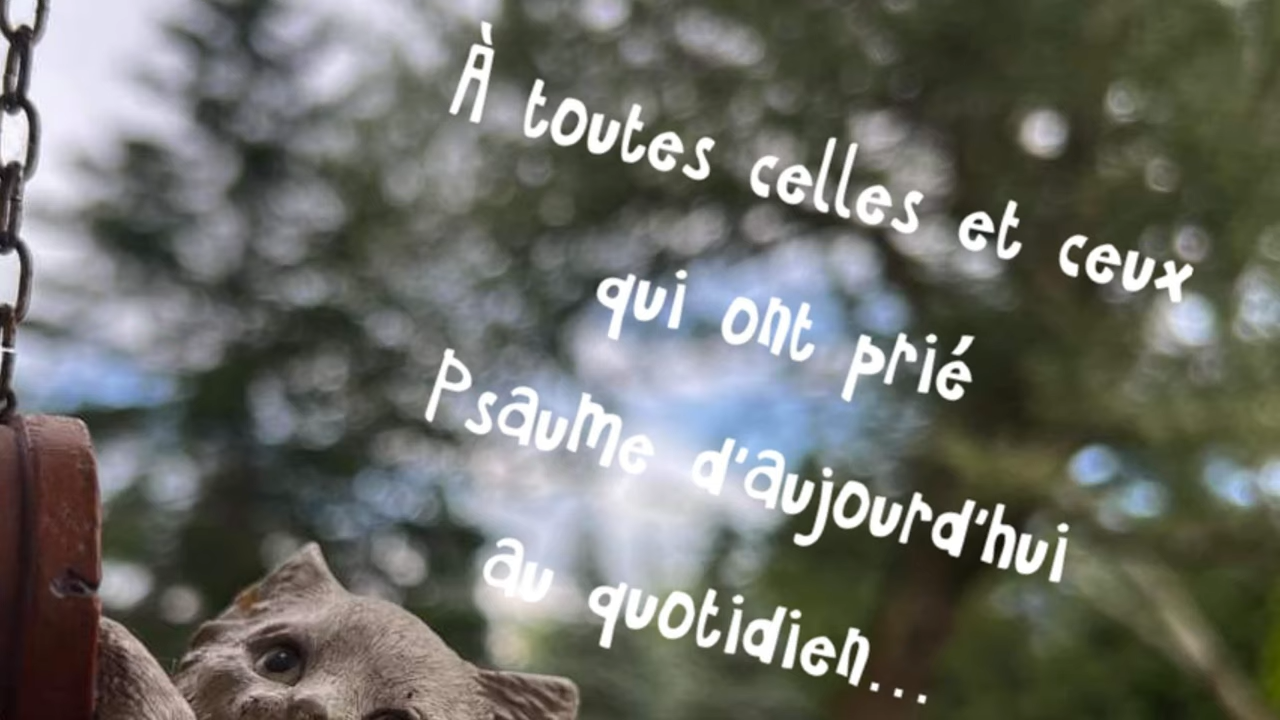 À toutes celles et ceux
qui ont prié
Psaume d'aujourd'hui
au quotidien...